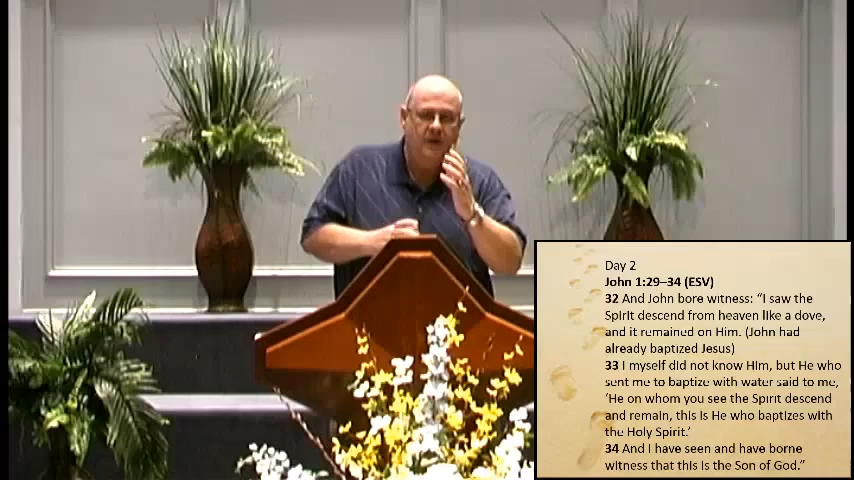 Day 2
John 1:29–34 (ESV)
32 And John bore witness: “I saw the
Spirit descend from heaven like a dove,
and it remained on Him. (John had
already baptized Jesus)
33 I myself did not know Him, but He who
sent me to baptize with water said to me,
‘He on whom you see the Spirit descend
and remain, this is He who baptizes with
the Holy Spirit.’
34 And I have seen and have borne
witness that this is the Son of God.”